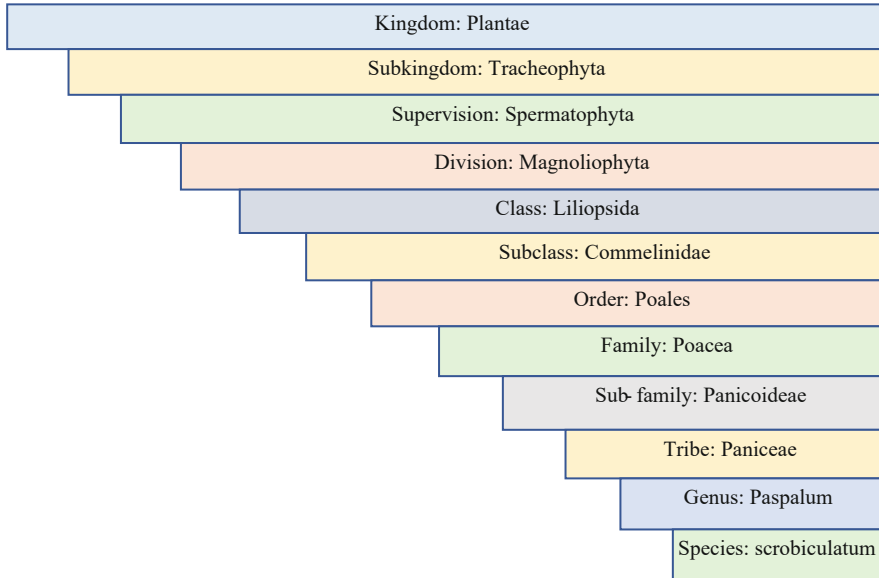 Kingdom: Plantae
Subkingdom: Tracheophyta
Supervision: Spermatophyta
Division: Magnoliophyta
Class: Liliopsida
Subclass: Commelinidae
Order: Poales
Family: Poacea
Sub- family: Panicoideae
Tribe: Paniceae
Genus: Paspalum
Species: scrobiculatum